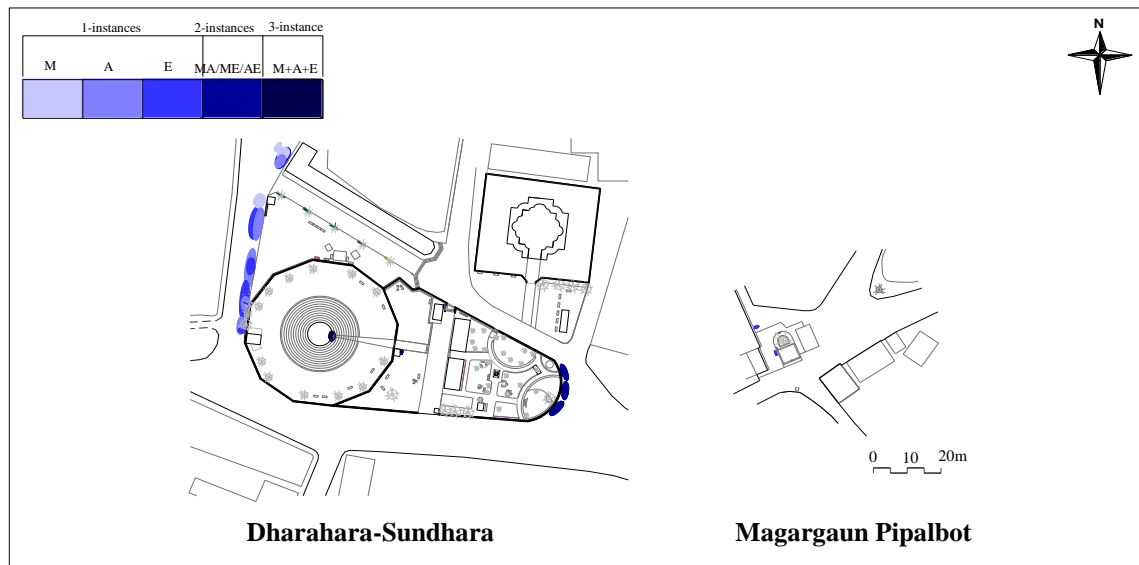 1-instances 2-instances 3-instance
M A E MA/ME/AE M+A+E
N
0 10 20m
Dharahara-Sundhara Magargaun Pipalbot